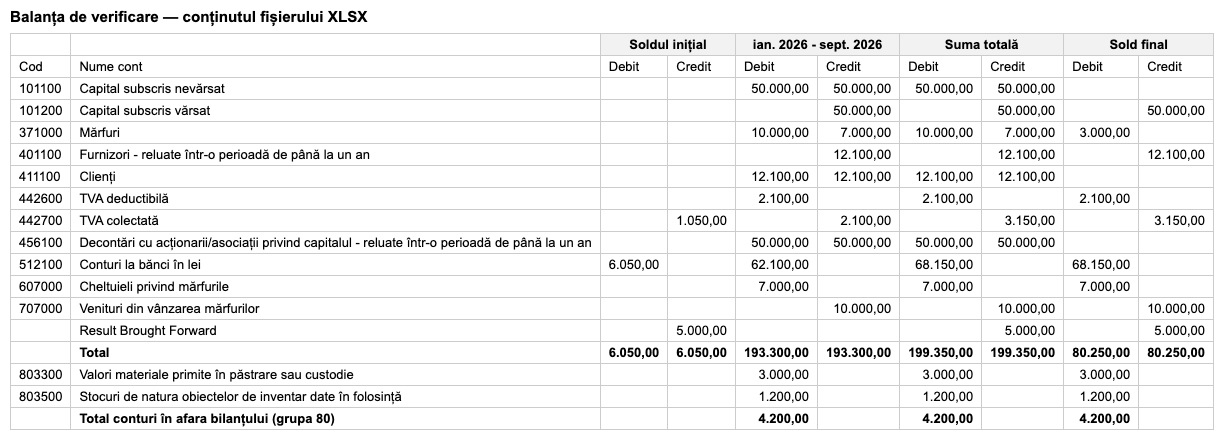 Balanța de verificare — conținutul fișierului XLSX
Soldul inițial ian. 2026 - sept. 2026 Suma totală Sold final
Cod Nume cont Debit Credit Debit Credit Debit Credit Debit Credit
101100 Capital subscris nevărsat 50.000,00 50.000,00 50.000,00 50.000,00
101200 Capital subscris vărsat 50.000,00 50.000,00 50.000,00
371000 Mărfuri 10.000,00 7.000,00 10.000,00 7.000,00 3.000,00
401100 Furnizori - reluate într-o perioadă de până la un an 12.100,00 12.100,00 12.100,00
411100 Clienți 12.100,00 12.100,00 12.100,00 12.100,00
442600 TVA deductibilă 2.100,00 2.100,00 2.100,00
442700 TVA colectată 1.050,00 2.100,00 3.150,00 3.150,00
456100 Decontări cu acționarii/asociații privind capitalul - reluate într-o perioadă de până la un an 50.000,00 50.000,00 50.000,00 50.000,00
512100 Conturi la bănci în lei 6.050,00 62.100,00 68.150,00 68.150,00
607000 Cheltuieli privind mărfurile 7.000,00 7.000,00 7.000,00
707000 Venituri din vânzarea mărfurilor 10.000,00 10.000,00 10.000,00
Result Brought Forward 5.000,00 5.000,00 5.000,00
Total 6.050,00 6.050,00 193.300,00 193.300,00 199.350,00 199.350,00 80.250,00 80.250,00
803300 Valori materiale primite în păstrare sau custodie 3.000,00 3.000,00 3.000,00
803500 Stocuri de natura obiectelor de inventar date în folosință 1.200,00 1.200,00 1.200,00
Total conturi în afara bilanțului (grupa 80) 4.200,00 4.200,00 4.200,00